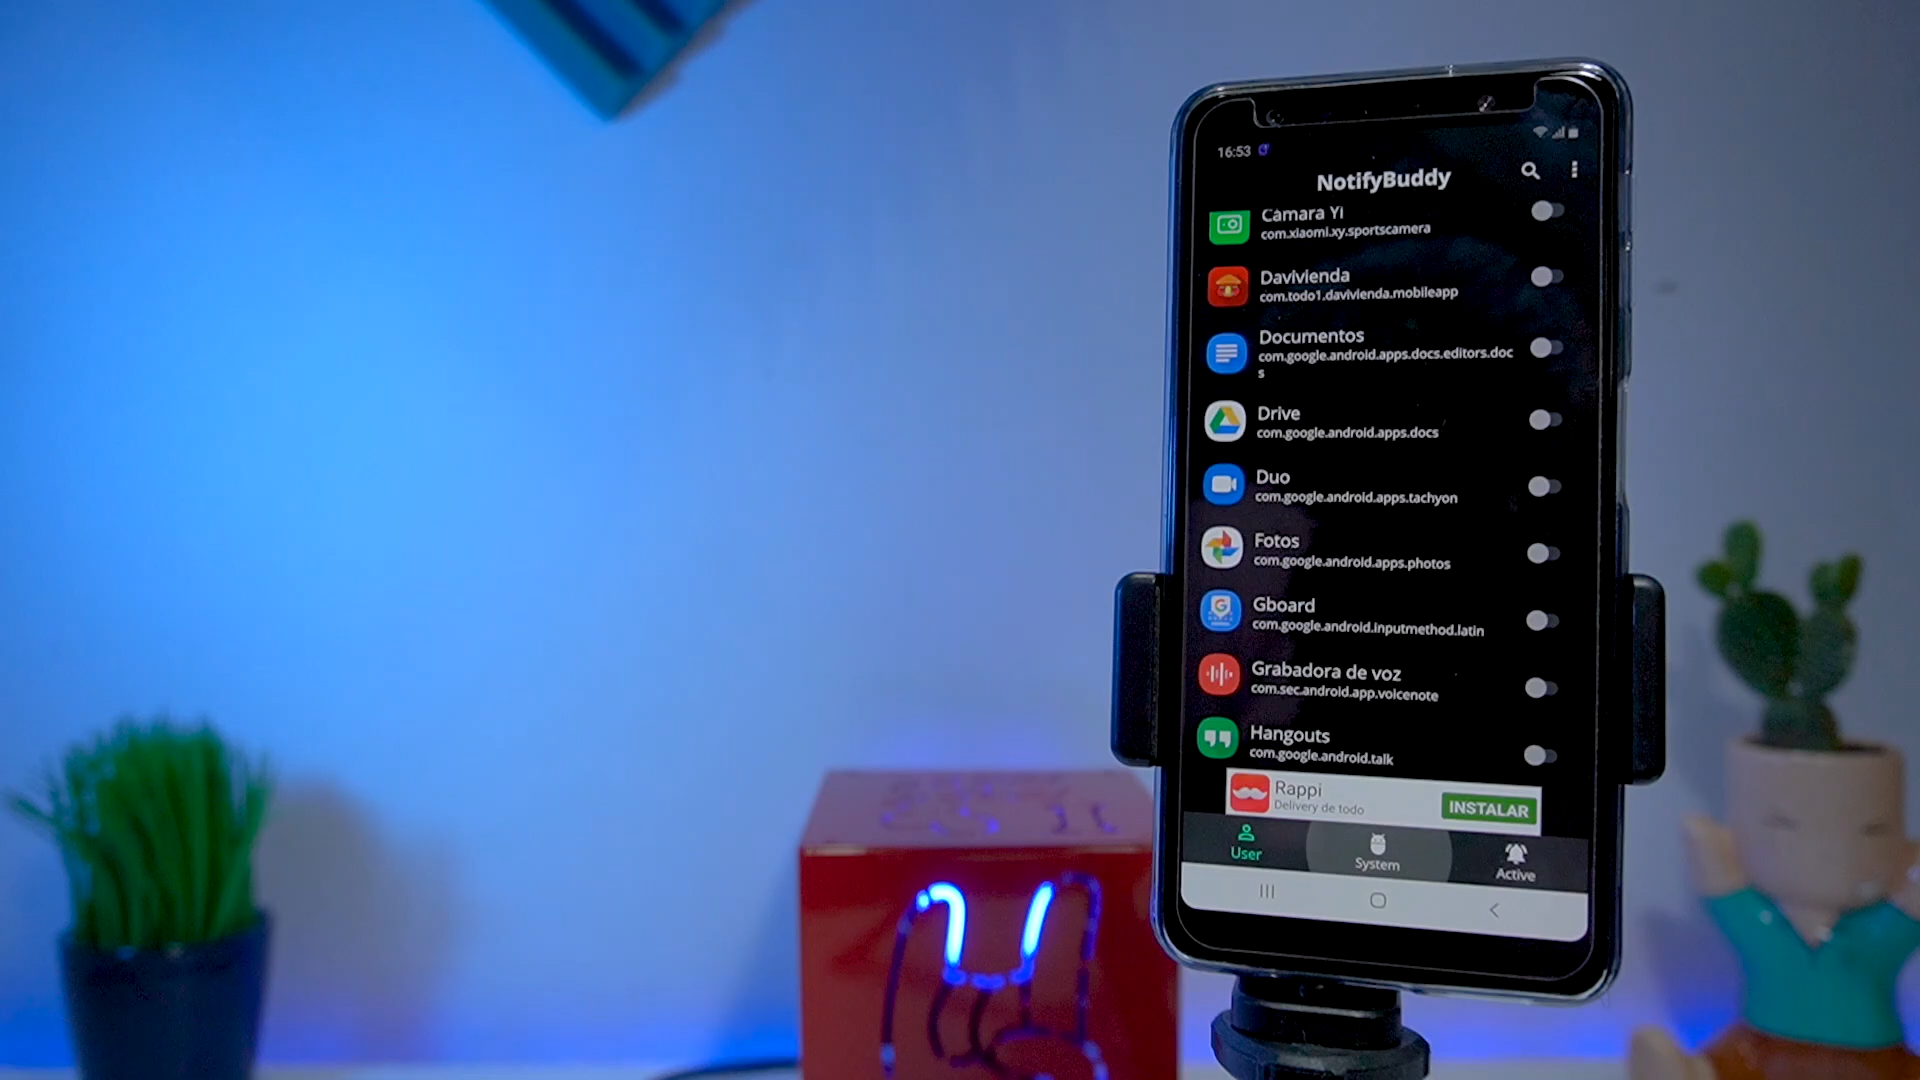 16:53
NotifyBuddy
Cámara Yi
com.xiaomi.xy.sportscamera
Davivienda
com.todo1.davivienda.mobileapp
Documentos
com.google.android.apps.docs.editors.doc
s
Drive
com.google.android.apps.docs
Duo
com.google.android.apps.tachyon
Fotos
com.google.android.apps.photos
Gboard
com.google.android.inputmethod.latin
Grabadora de voz
com.sec.android.app.voicenote
Hangouts
com.google.android.talk
Rappi
Delivery de todo
INSTALAR
User
System
Active